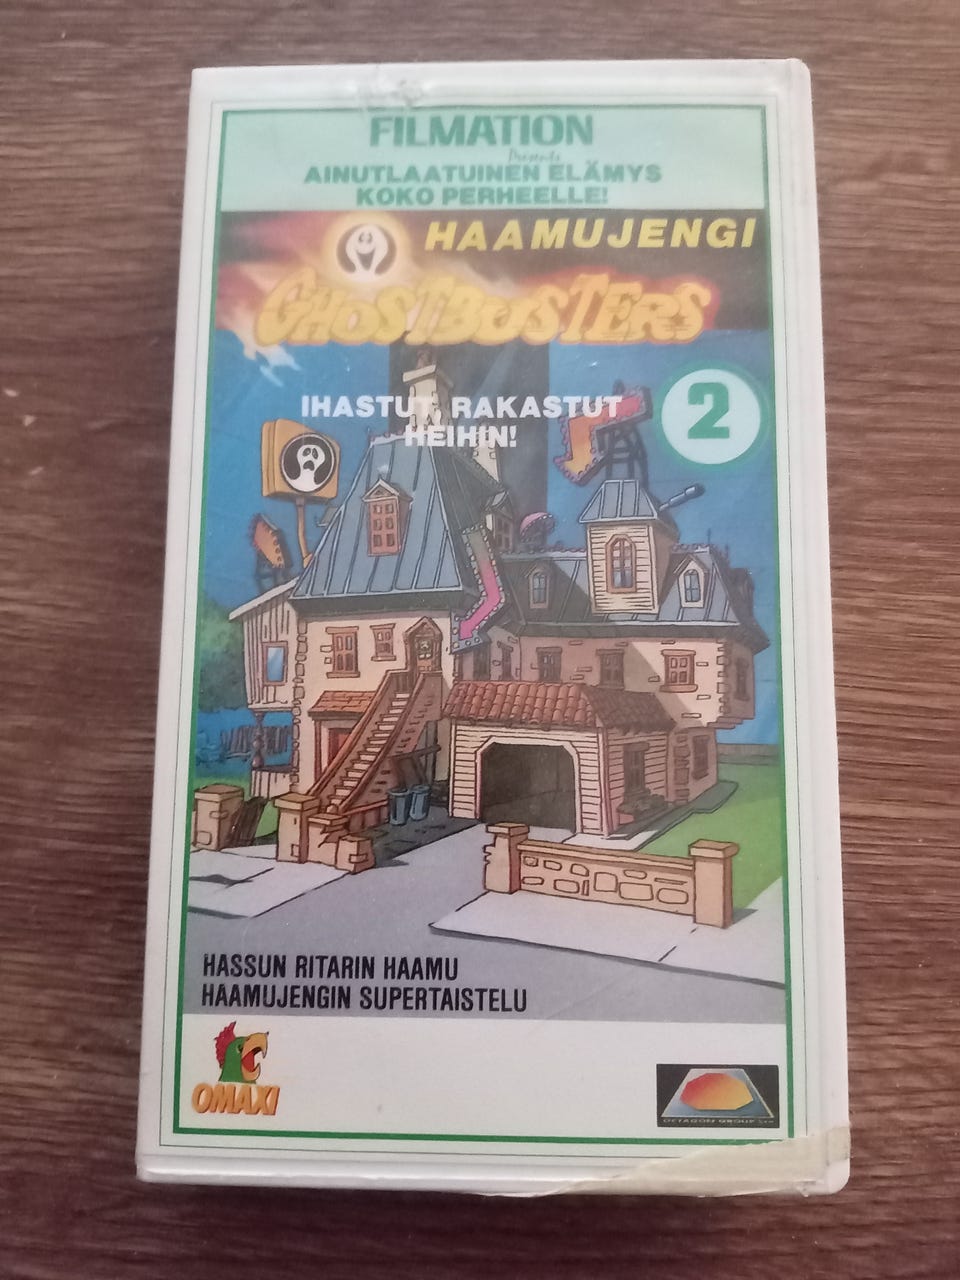 FILMATION
Presents
AINUTLAATUINEN ELÄMYS
KOKO PERHEELLE!
HAAMUJENGI
GHOSTBUSTERS
IHASTUT, RAKASTUT
HEIHIN!
2
HASSUN RITARIN HAAMU
HAAMUJENGIN SUPERTAISTELU
OMAXI
OCTAGON GROUP